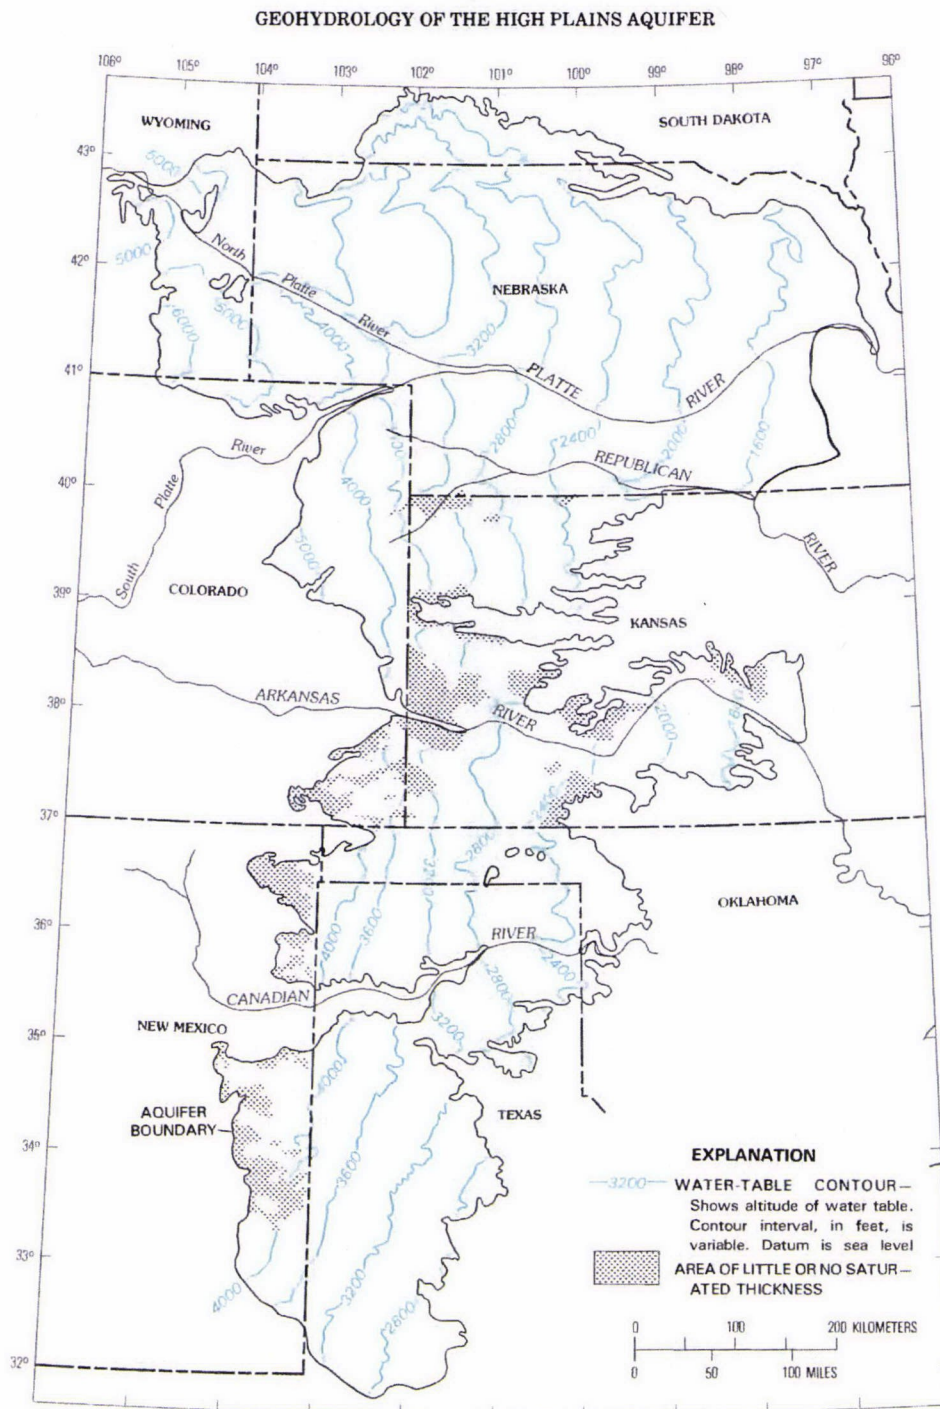 GEOHYDROLOGY OF THE HIGH PLAINS AQUIFER
106° 105° 104° 103° 102° 101° 100° 99° 98° 97° 96°
WYOMING
SOUTH DAKOTA
43°
5000
5000
42°
North
Platte
River
NEBRASKA
6000
5000
4000
3200
41°
PLATTE
RIVER
2800
2400
2000
1600
River
REPUBLICAN
40°
Platte
4000
5000
RIVER
South
COLORADO
39°
KANSAS
38°
ARKANSAS
RIVER
2000
37°
2400
2800
3200
OKLAHOMA
36°
4000
3600
RIVER
2400
CANADIAN
2800
NEW MEXICO
3200
35°
4000
AQUIFER
BOUNDARY
TEXAS
34°
3600
EXPLANATION
3200 WATER-TABLE CONTOUR—
Shows altitude of water table.
Contour interval, in feet, is
variable. Datum is sea level
AREA OF LITTLE OR NO SATUR—
ATED THICKNESS
33°
4000
3200
2800
0 100 200 KILOMETERS
0 50 100 MILES
32°